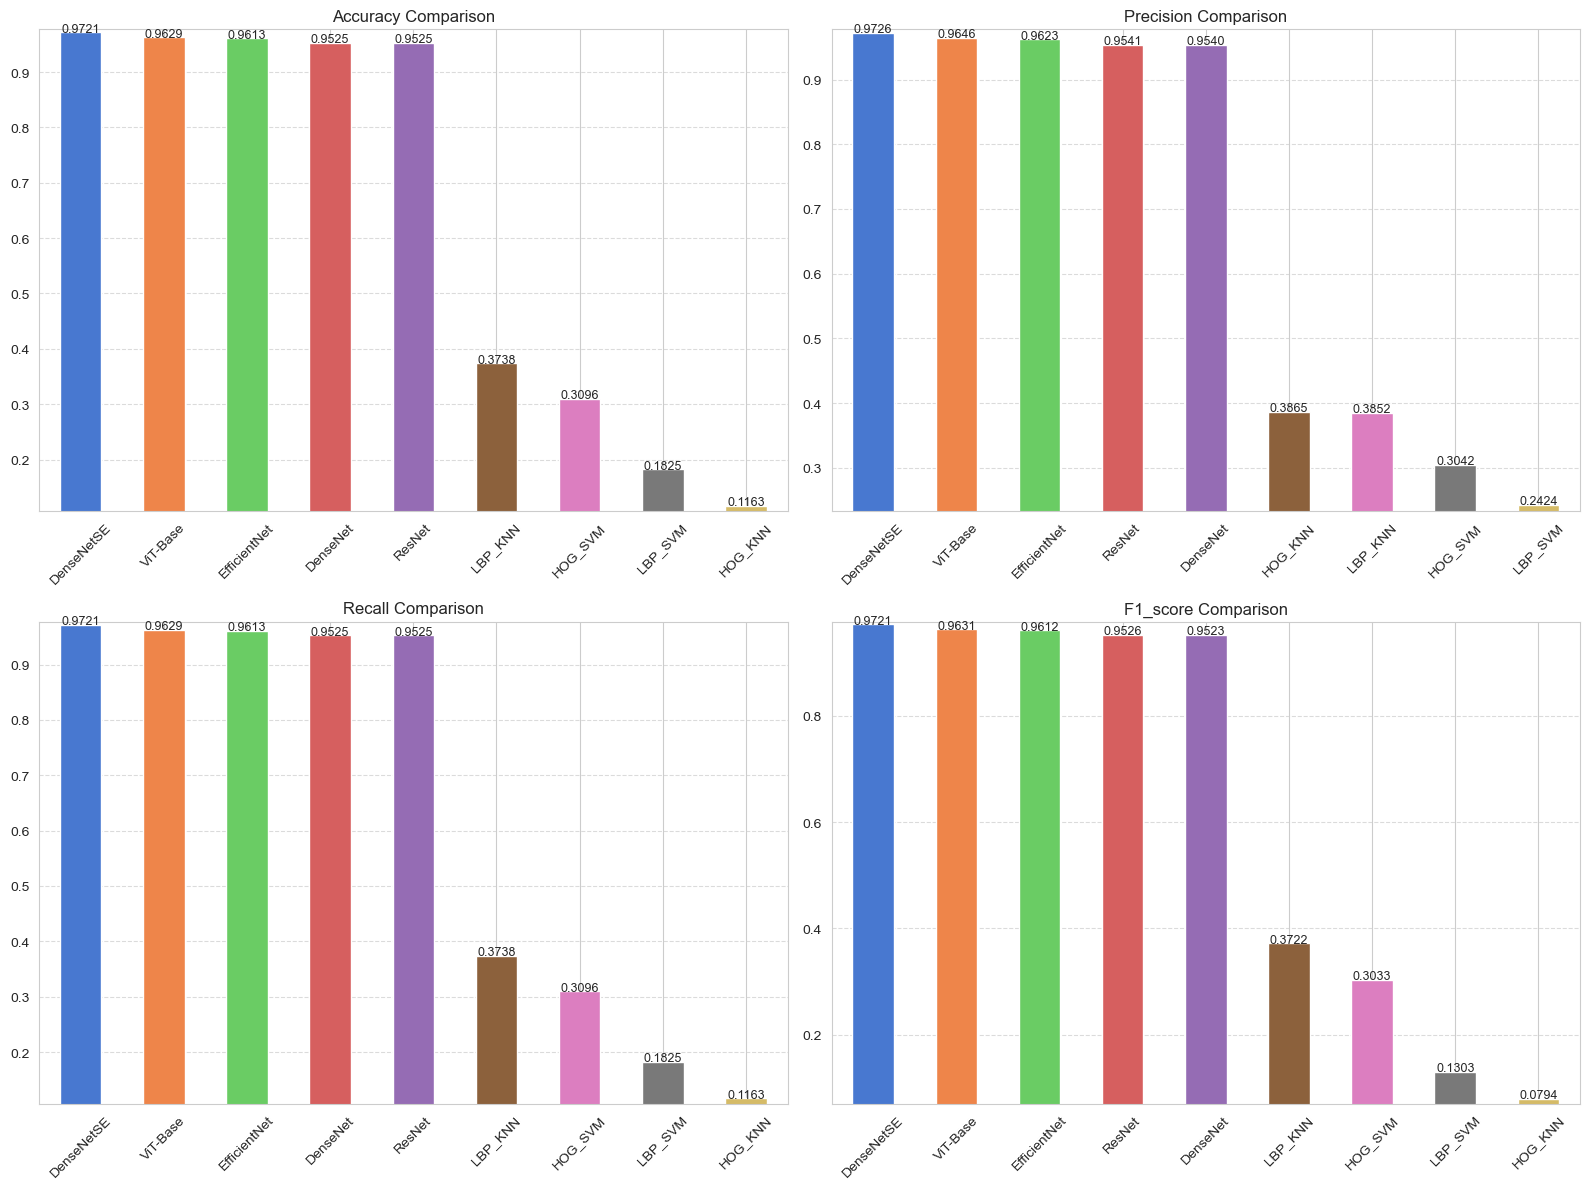 Accuracy Comparison
0.9721 0.9629 0.9613 0.9525 0.9525 0.3738 0.3096 0.1825 0.1163
0.9
0.8
0.7
0.6
0.5
0.4
0.3
0.2
DenseNetSE VIT-Base EfficientNet DenseNet ResNet LBP_KNN HOG_SVM LBP_SVM HOG_KNN
Precision Comparison
0.9726 0.9646 0.9623 0.9541 0.9540 0.3865 0.3852 0.3042 0.2424
0.9
0.8
0.7
0.6
0.5
0.4
0.3
DenseNetSE VIT-Base EfficientNet ResNet DenseNet HOG_KNN LBP_KNN HOG_SVM LBP_SVM
Recall Comparison
0.9721 0.9629 0.9613 0.9525 0.9525 0.3738 0.3096 0.1825 0.1163
0.9
0.8
0.7
0.6
0.5
0.4
0.3
0.2
DenseNetSE VIT-Base EfficientNet DenseNet ResNet LBP_KNN HOG_SVM LBP_SVM HOG_KNN
F1_score Comparison
0.9721 0.9631 0.9612 0.9526 0.9523 0.3722 0.3033 0.1303 0.0794
0.8
0.6
0.4
0.2
DenseNetSE VIT-Base EfficientNet ResNet DenseNet LBP_KNN HOG_SVM LBP_SVM HOG_KNN